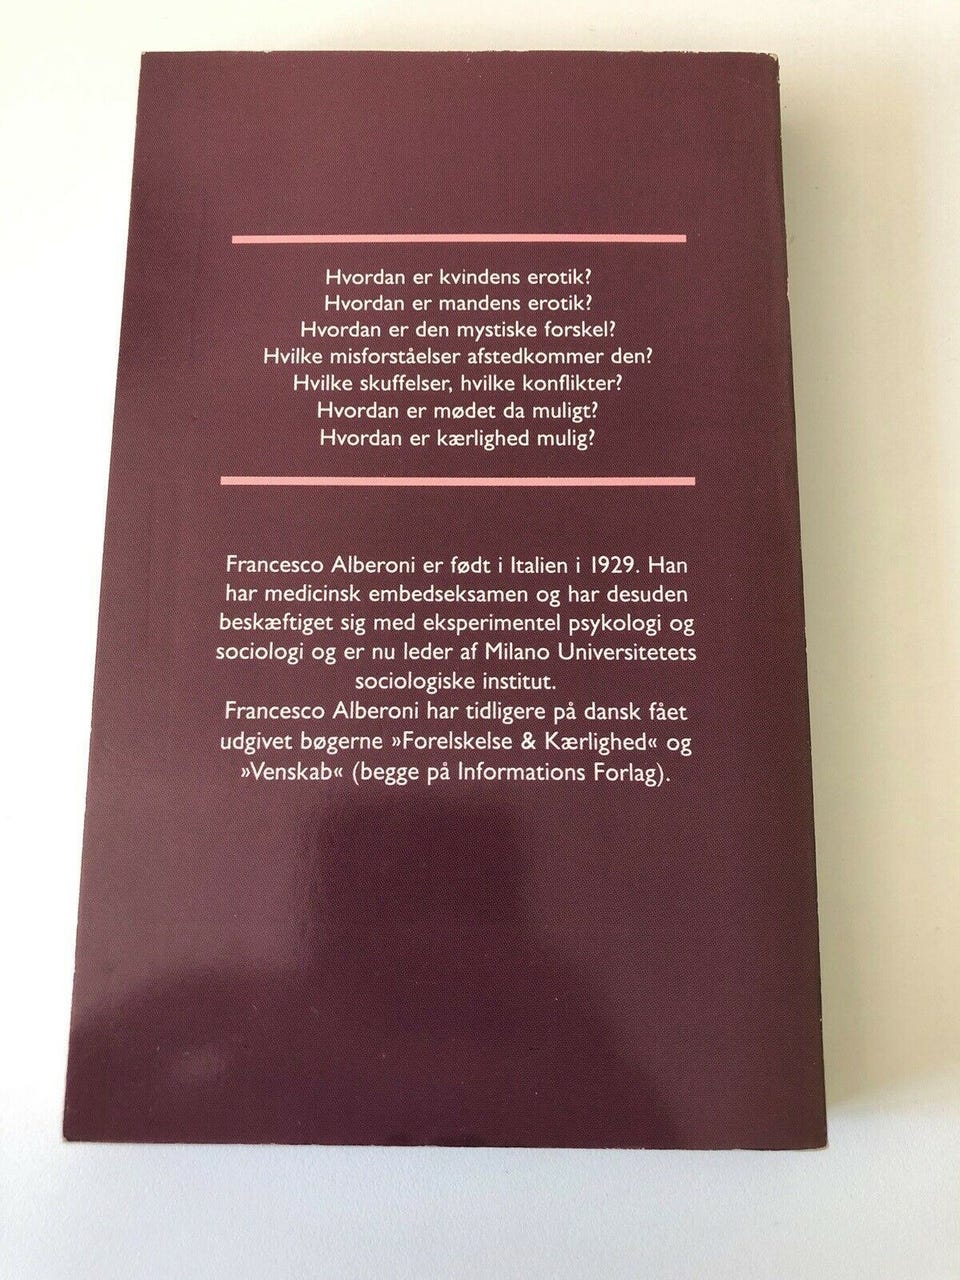 Hvordan er kvindens erotik?
Hvordan er mandens erotik?
Hvordan er den mystiske forskel?
Hvilke misforståelser afstedkommer den?
Hvilke skuffelser, hvilke konflikter?
Hvordan er mødet da muligt?
Hvordan er kærlighed mulig?
Francesco Alberoni er født i Italien i 1929. Han
har medicinsk embedseksamen og har desuden
beskæftiget sig med eksperimentel psykologi og
sociologi og er nu leder af Milano Universitetets
sociologiske institut.
Francesco Alberoni har tidligere på dansk fået
udgivet bøgerne »Forelskelse & Kærlighed« og
»Venskab« (begge på Informations Forlag).